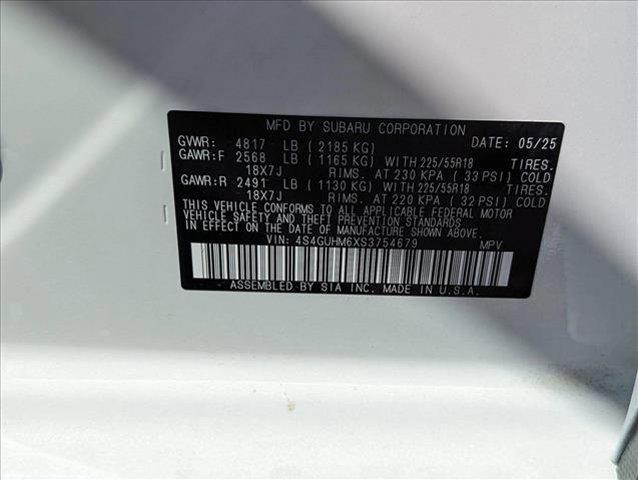 MFD BY SUBARU CORPORATION
GVWR: 4817 LB (2185 KG) DATE: 05/25
GAWR:F 2568 LB (1165 KG) WITH 225/55R18 TIRES.
18X7J RIMS. AT 230 KPA (33 PSI) COLD
GAWR:R 2491 LB (1130 KG) WITH 225/55R18 TIRES.
18X7J RIMS. AT 220 KPA (32 PSI) COLD
THIS VEHICLE CONFORMS TO ALL APPLICABLE FEDERAL MOTOR
VEHICLE SAFETY AND THEFT PREVENTION STANDARDS
IN EFFECT ON THE DATE OF MANUFACTURE SHOWN ABOVE.
VIN: 4S4GUHM6XS3754679 MPV
ASSEMBLED BY SIA INC. MADE IN U.S.A.